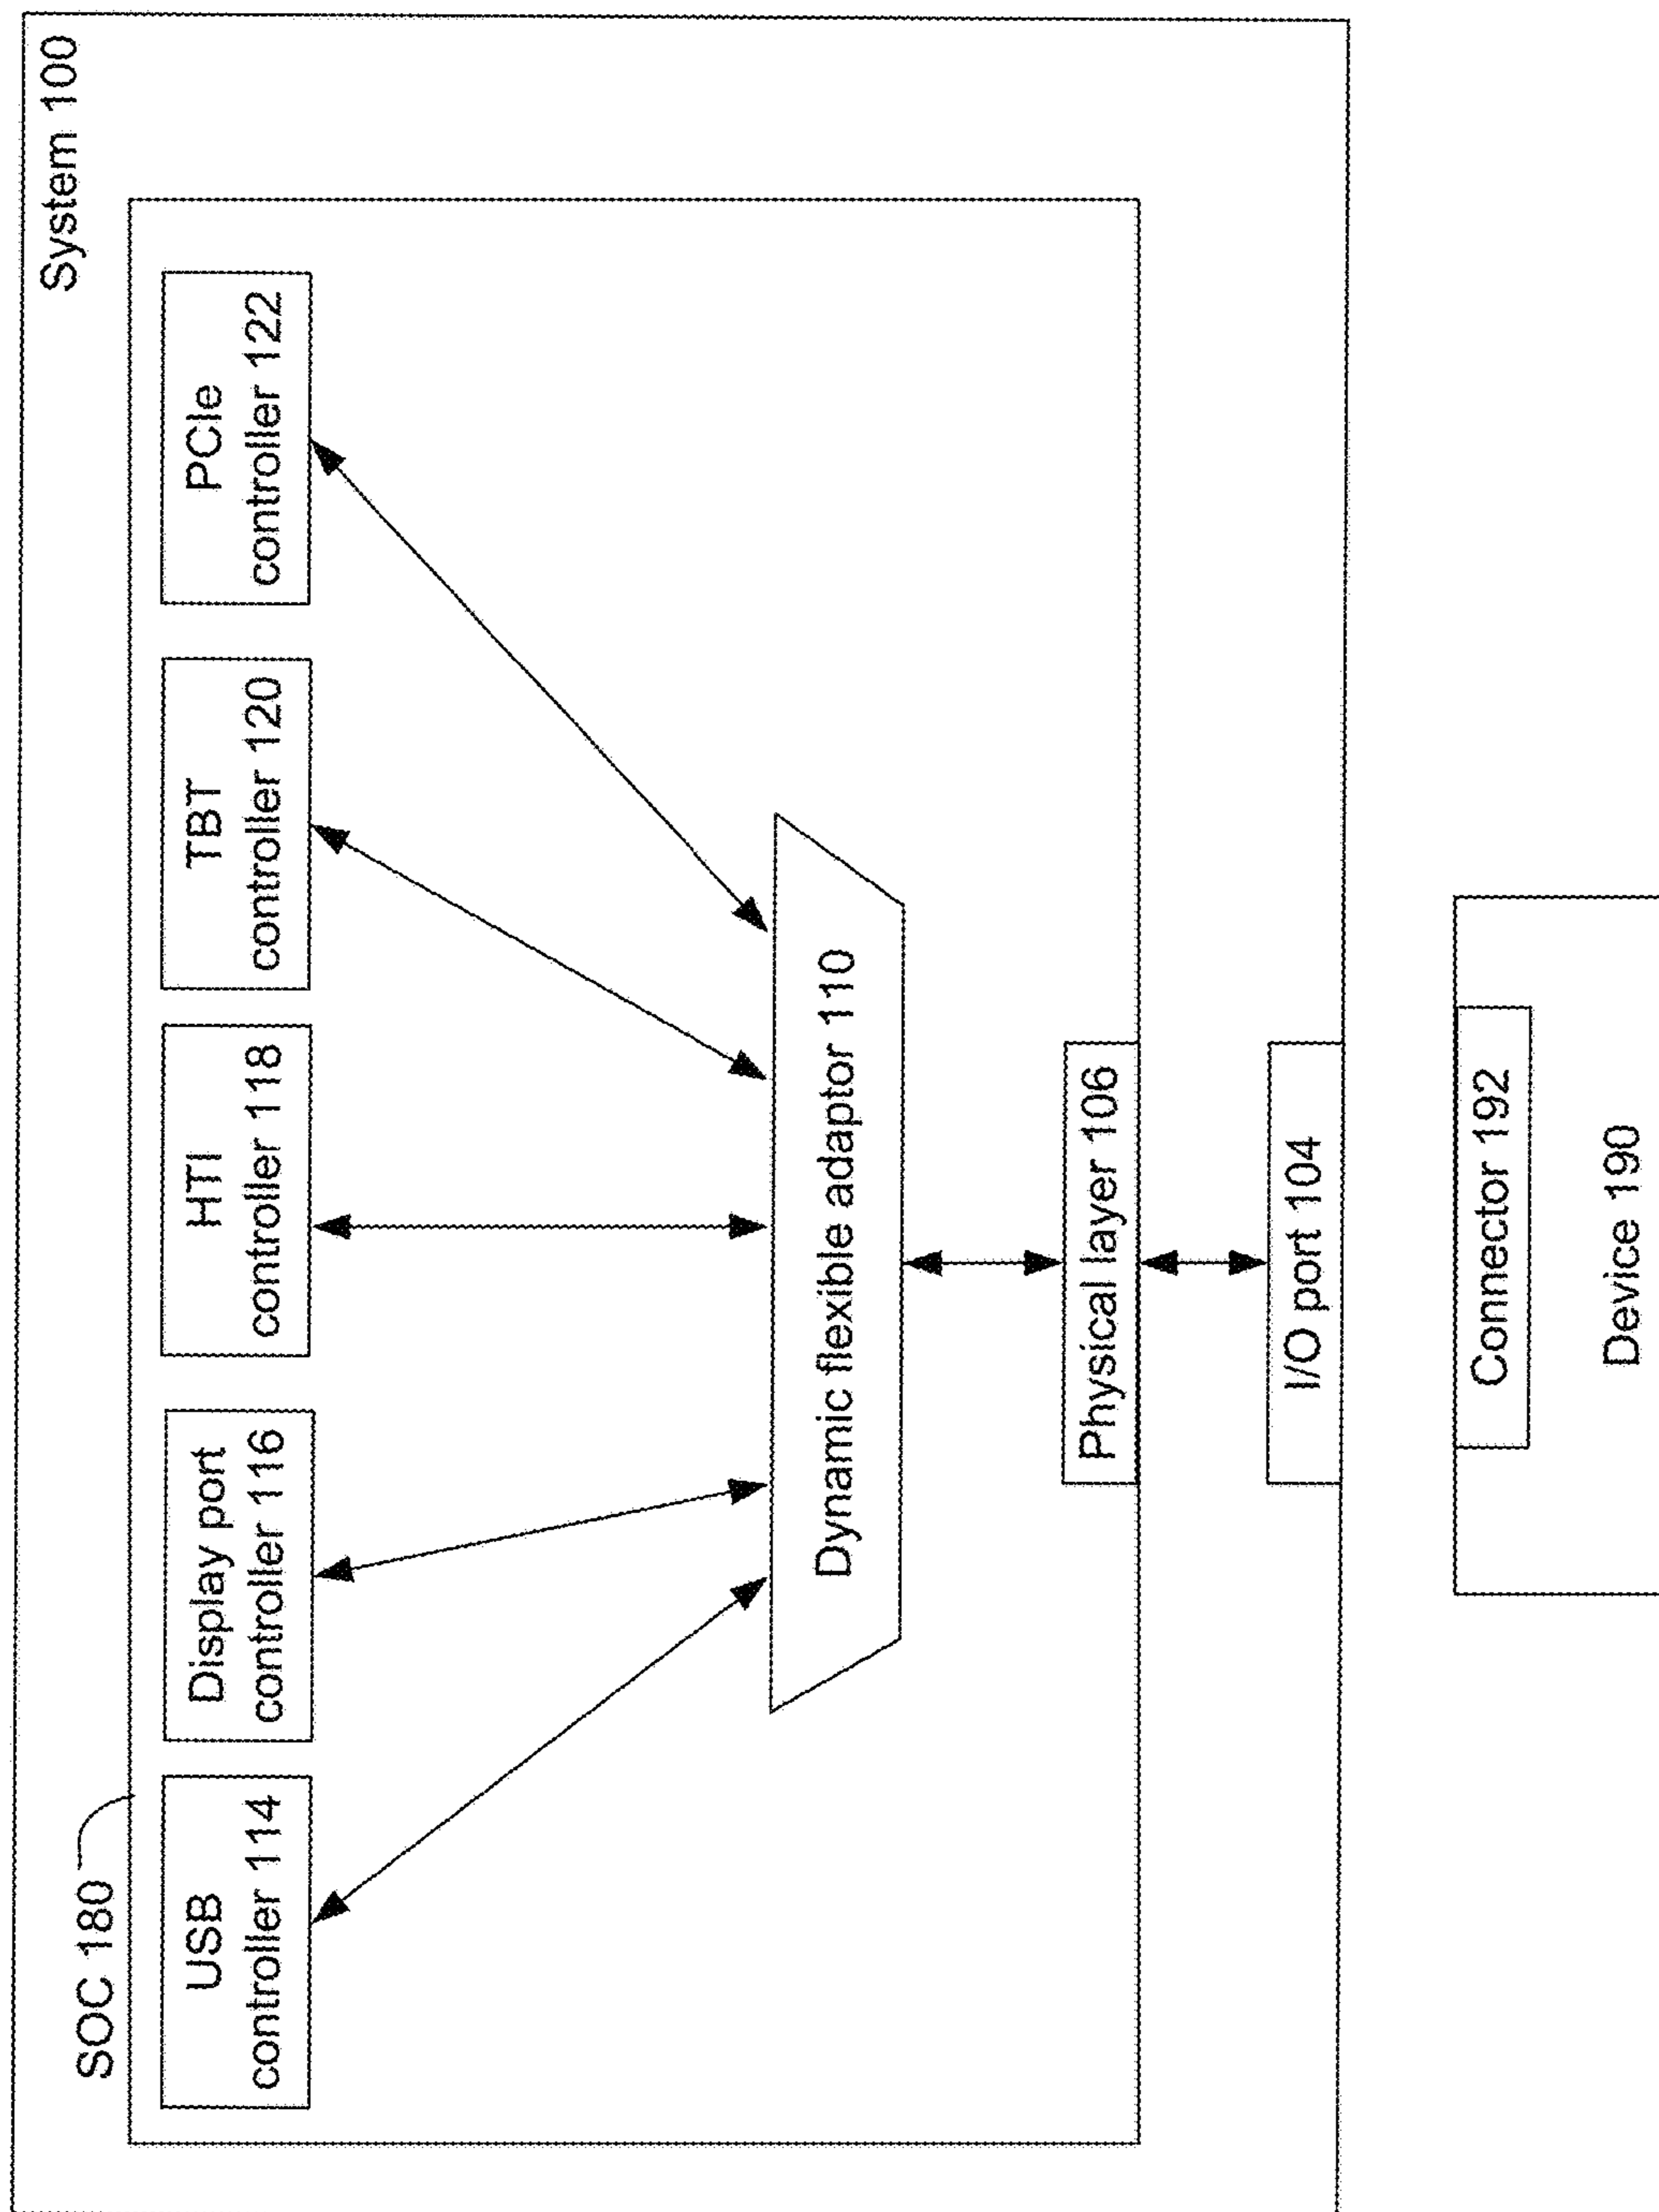 System 100
SOC 180
USB
controller 114
Display port
controller 116
HTI
controller 118
TBT
controller 120
PCIe
controller 122
Dynamic flexible adaptor 110
Physical layer 106
I/O port 104
Connector 192
Device 190